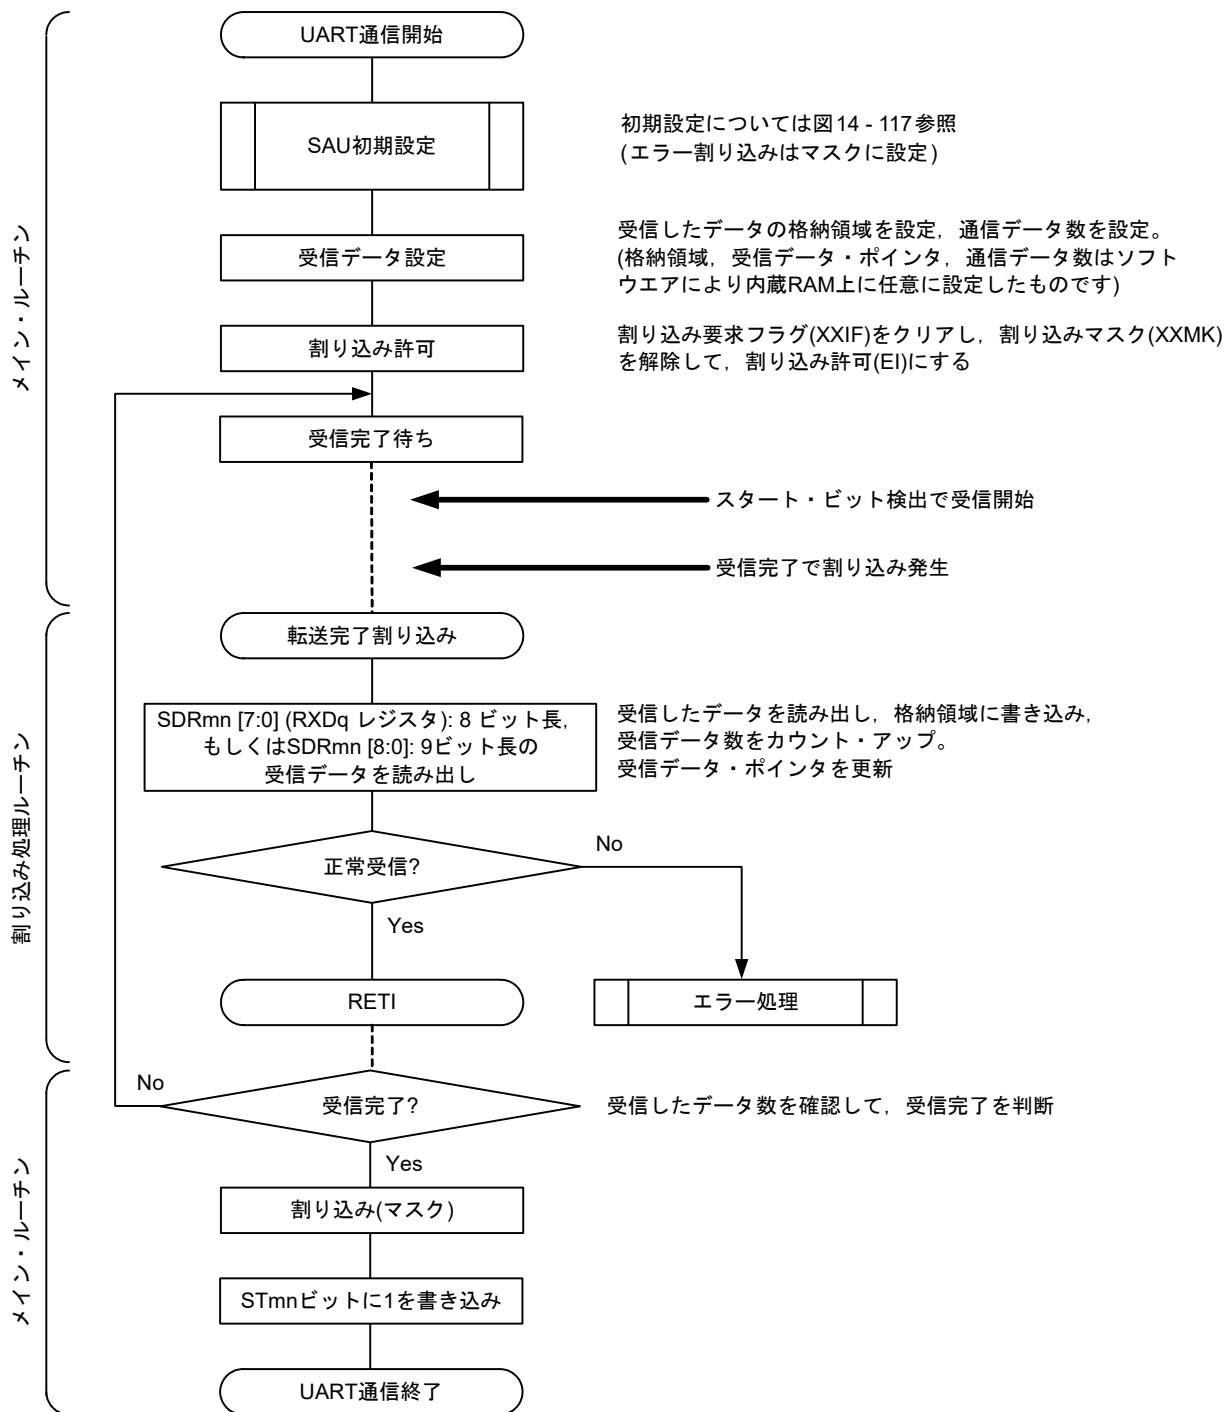 UART通信開始
SAU初期設定
初期設定については図14 - 117参照
(エラー割り込みはマスクに設定)
メイン・ルーチン
受信データ設定
受信したデータの格納領域を設定，通信データ数を設定。
(格納領域，受信データ・ポインタ，通信データ数はソフト
ウエアにより内蔵RAM上に任意に設定したものです)
割り込み許可
割り込み要求フラグ(XXIF)をクリアし，割り込みマスク(XXMK)
を解除して，割り込み許可(EI)にする
受信完了待ち
スタート・ビット検出で受信開始
受信完了で割り込み発生
転送完了割り込み
割り込み処理ルーチン
SDRmn [7:0] (RXDq レジスタ): 8 ビット長，
もしくはSDRmn [8:0]: 9ビット長の
受信データを読み出し
受信したデータを読み出し，格納領域に書き込み，
受信データ数をカウント・アップ。
受信データ・ポインタを更新
正常受信?
No
Yes
RETI
エラー処理
No
受信完了?
受信したデータ数を確認して，受信完了を判断
Yes
メイン・ルーチン
割り込み(マスク)
STmnビットに1を書き込み
UART通信終了